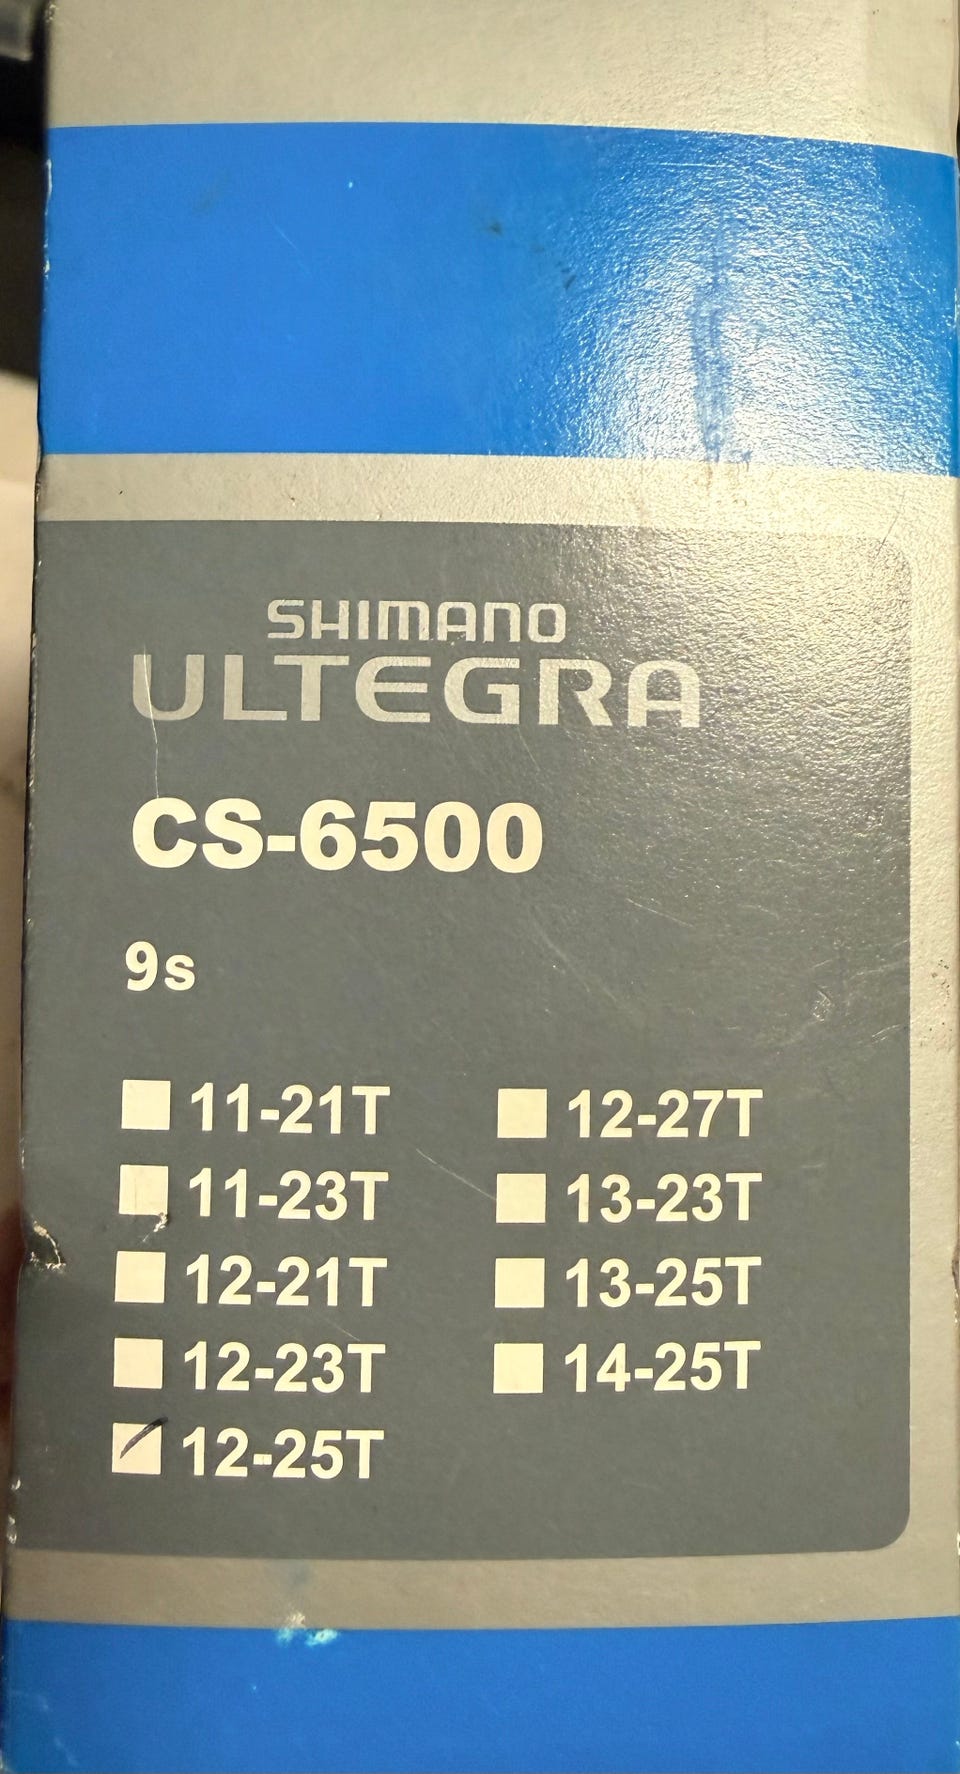 SHIMANO
ULTEGRA
CS-6500
9s
11-21T
11-23T
12-21T
12-23T
12-25T
12-27T
13-23T
13-25T
14-25T